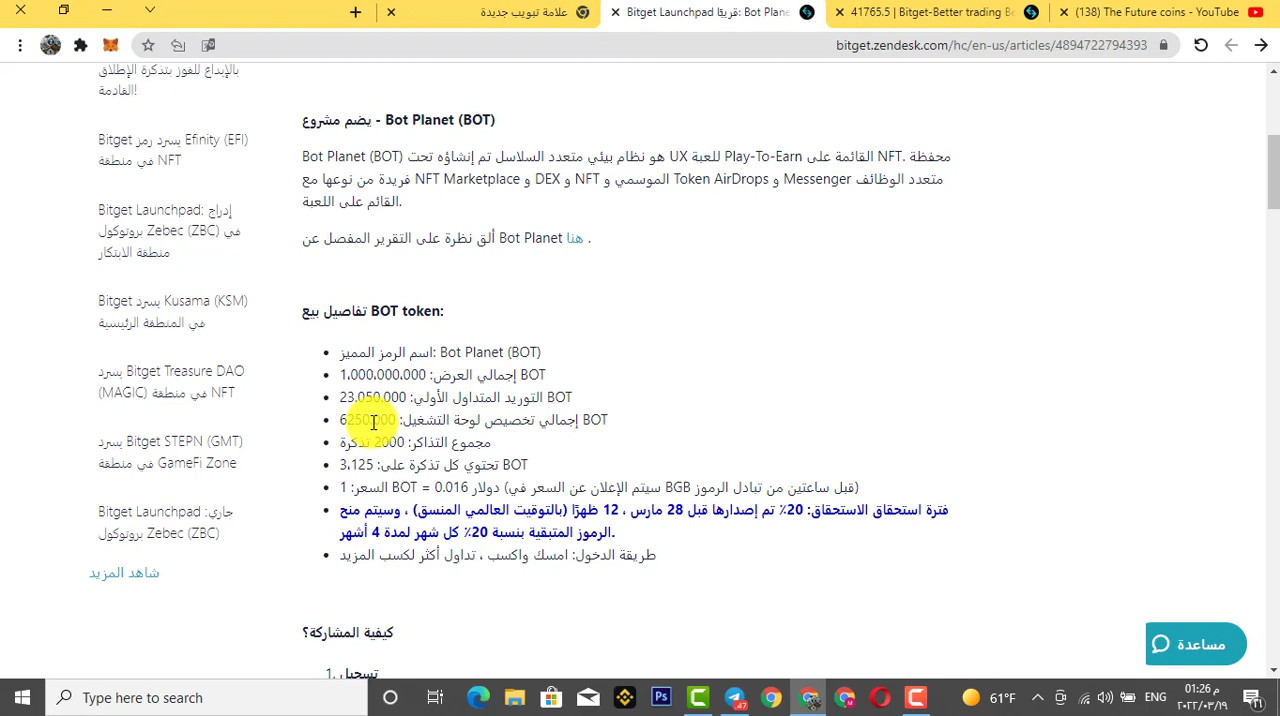 علامة تبويب جديدة
Bitget Launchpad قريبًا: Bot Plane
41765.5 | Bitget-Better trading Be
(138) The Future coins - YouTube
bitget.zendesk.com/hc/en-us/articles/4894722794393
بالإبداع للفوز بتذكرة الإطلاق
القادمة!
Bitget يسرد رمز Efinity (EFI)
في منطقة NFT
Bitget Launchpad: إدراج
بروتوكول Zebec (ZBC) في
منطقة الابتكار
Bitget يسرد Kusama (KSM)
في المنطقة الرئيسية
يسرد Bitget Treasure DAO
(MAGIC) في منطقة NFT
يسرد Bitget STEPN (GMT)
في منطقة GameFi Zone
Bitget Launchpad جاري:
بروتوكول Zebec (ZBC)
شاهد المزيد
يضم مشروع - Bot Planet (BOT)
Bot Planet (BOT) هو نظام بيئي متعدد السلاسل تم إنشاؤه تحت UX للعبة Play-To-Earn القائمة على NFT. محفظة
فريدة من نوعها مع NFT Marketplace و DEX و NFT الموسمي و Token AirDrops و Messenger متعدد الوظائف
القائم على اللعبة.
ألق نظرة على التقرير المفصل عن Bot Planet هنا .
تفاصيل بيع BOT token:
اسم الرمز المميز: Bot Planet (BOT)
إجمالي العرض: 1،000،000،000 BOT
التوريد المتداول الأولي: 23،050،000 BOT
إجمالي تخصيص لوحة التشغيل: 6250،000 BOT
مجموع التذاكر: 2000 تذكرة
تحتوي كل تذكرة على: 3،125 BOT
السعر: 1 BOT = 0.016 دولار (سيتم الإعلان عن السعر في BGB قبل ساعتين من تبادل الرموز)
فترة استحقاق الاستحقاق: 20٪ تم إصدارها قبل 28 مارس ، 12 ظهرًا (بالتوقيت العالمي المنسق) ، وسيتم منح
الرموز المتبقية بنسبة 20٪ كل شهر لمدة 4 أشهر.
طريقة الدخول: امسك واكسب ، تداول أكثر لكسب المزيد
كيفية المشاركة؟
1. تسجيل
مساعدة
Type here to search
Ps
47
61°F
ENG
01:26 م
٢٠٢٢/٠٣/١٩